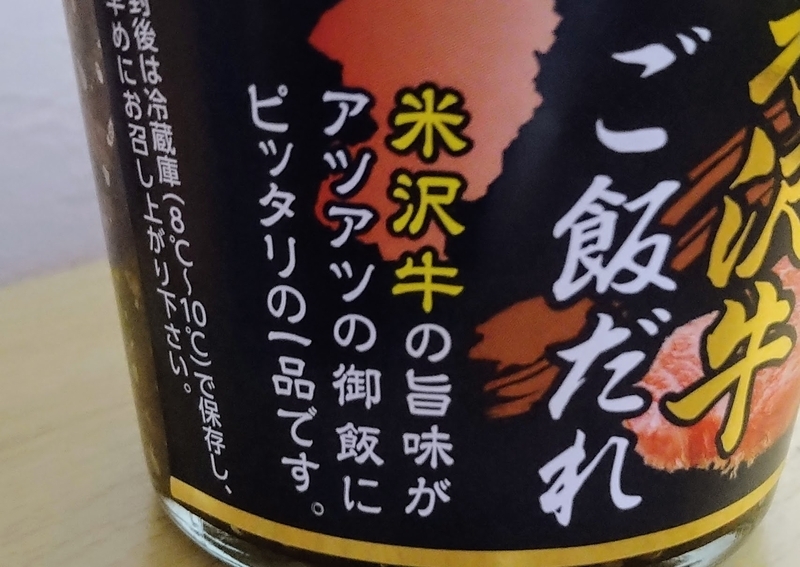 沢牛
ご飯だれ
米沢牛の旨味が
アツアツの御飯に
ピッタリの一品です。
後は冷蔵庫(8℃~10℃)で保存し、
めにお召し上がり下さい。